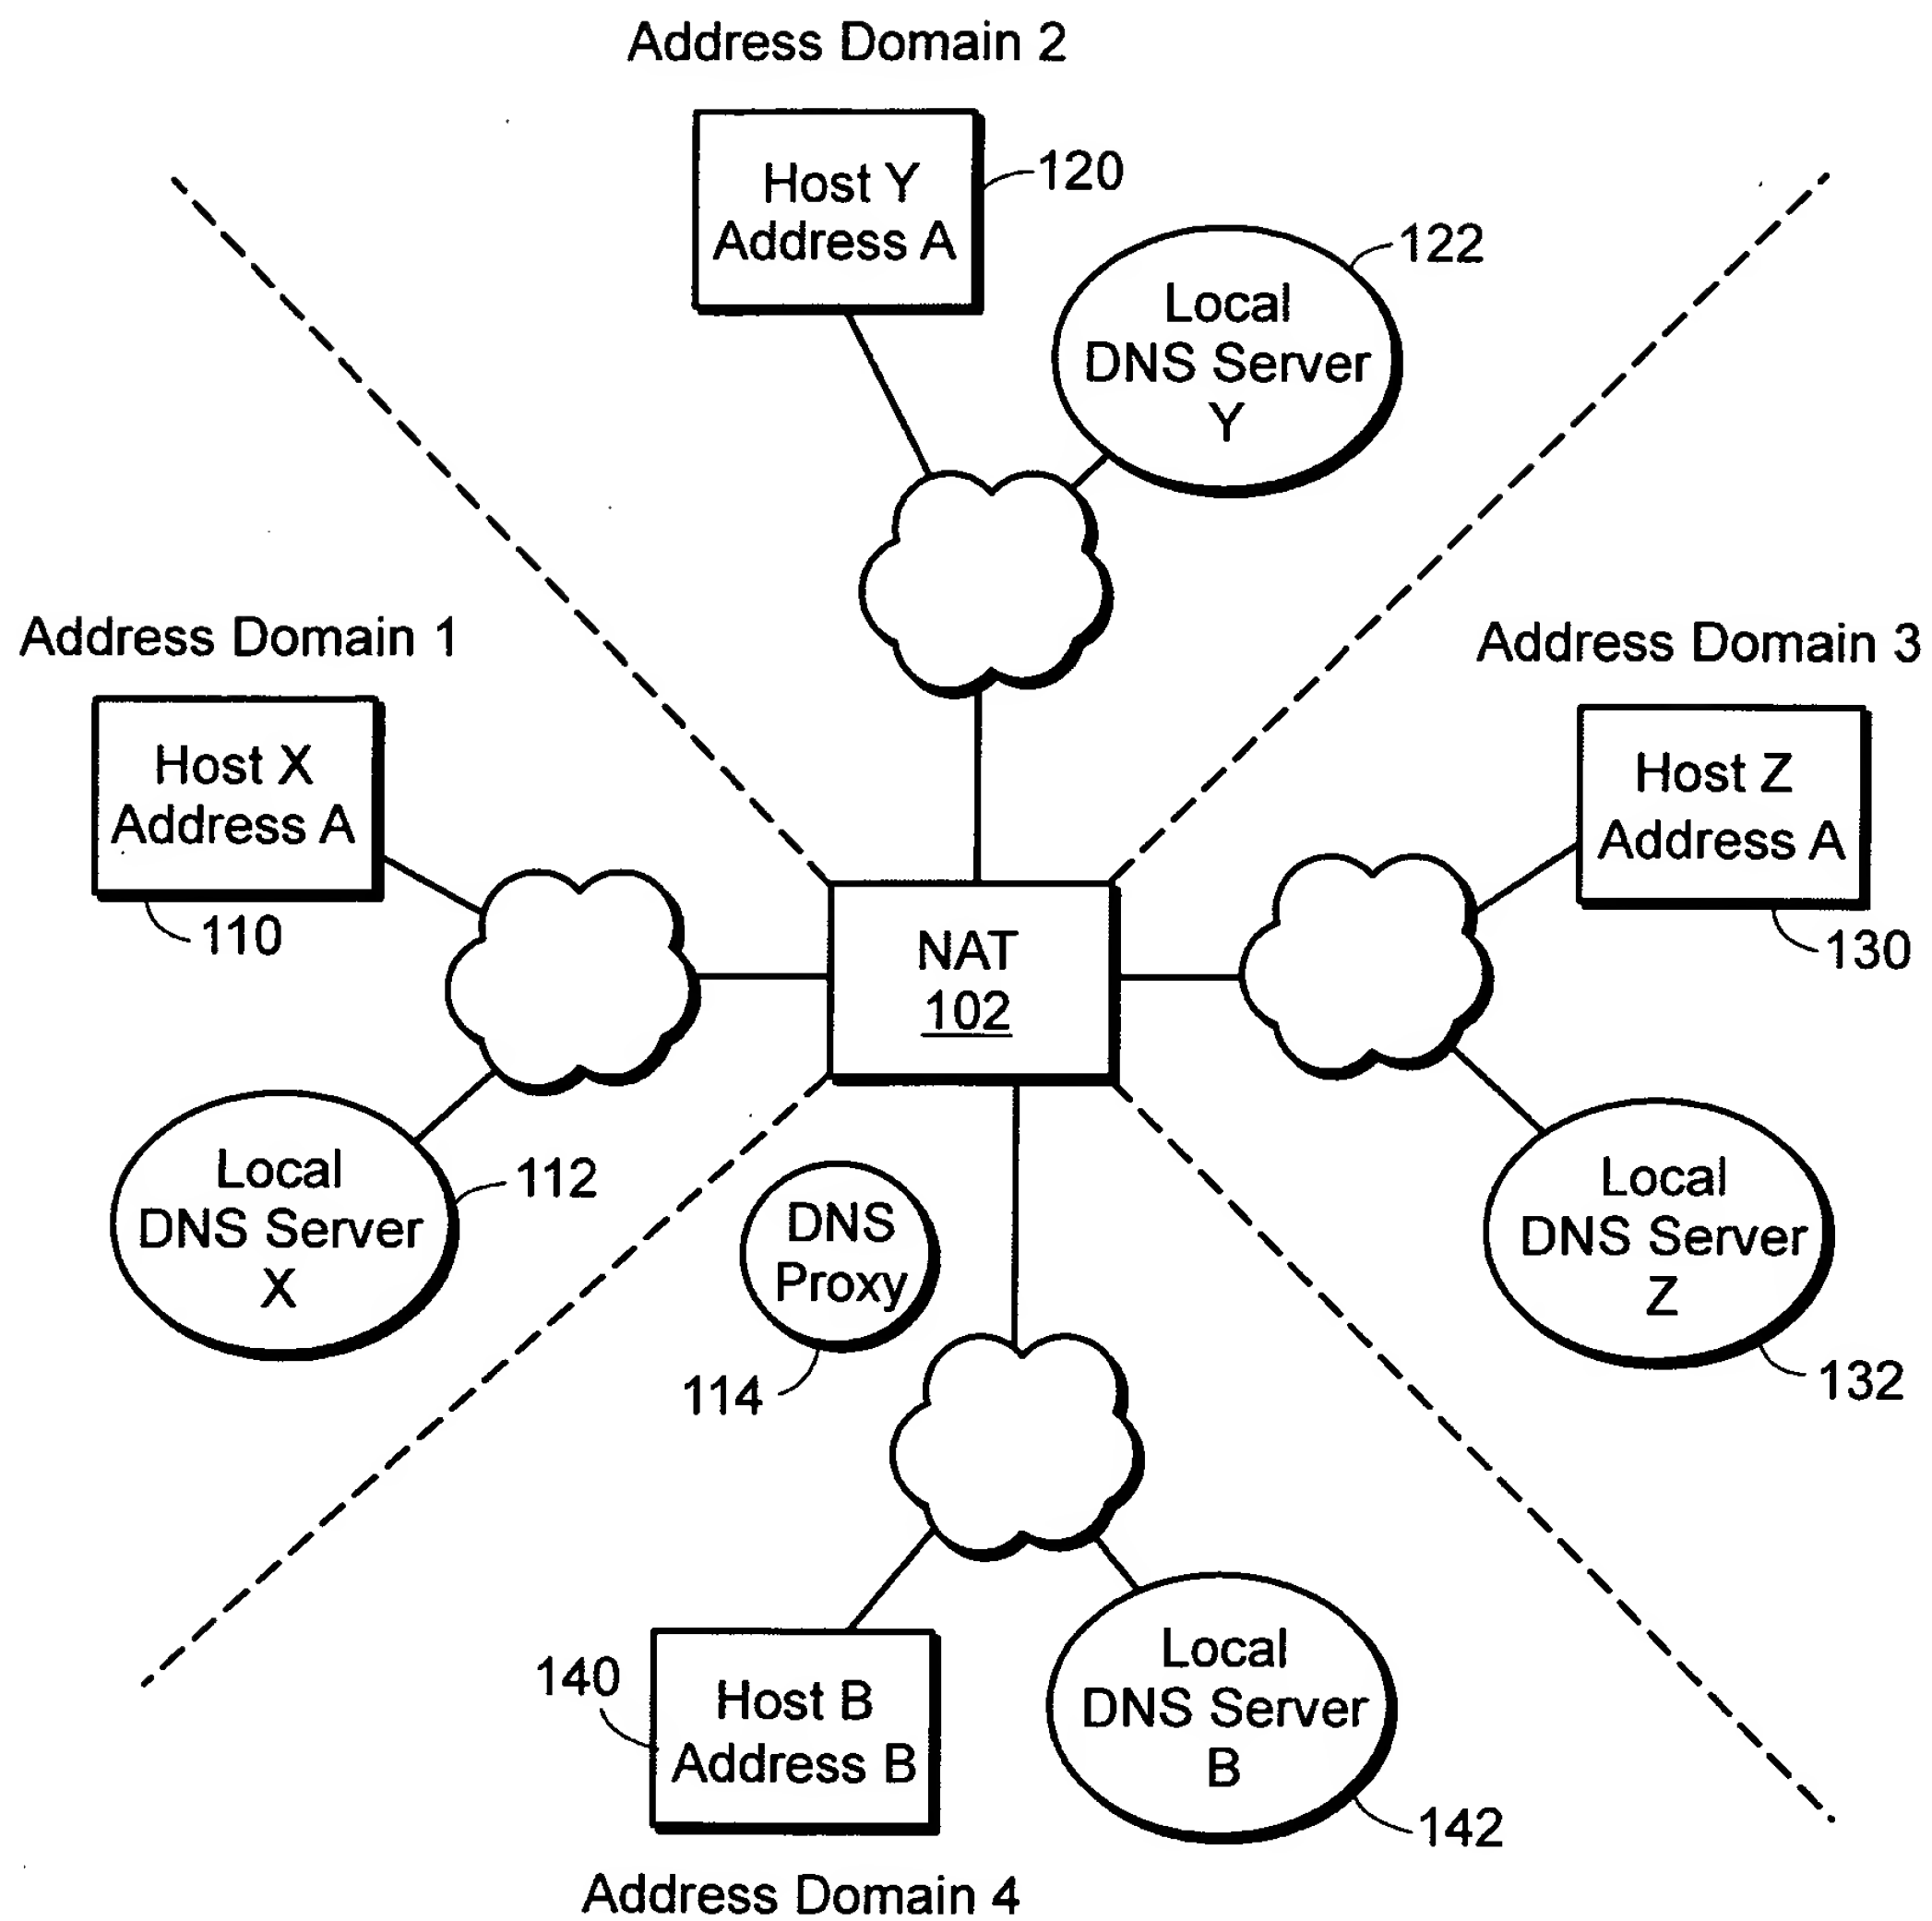 Address Domain 2
Host Y
Address A
120
122
Local
DNS Server
Y
Address Domain 1
Host X
Address A
110
Address Domain 3
Host Z
Address A
130
NAT
102
Local
DNS Server
X
112
DNS
Proxy
114
Local
DNS Server
Z
132
140
Host B
Address B
Local
DNS Server
B
142
Address Domain 4